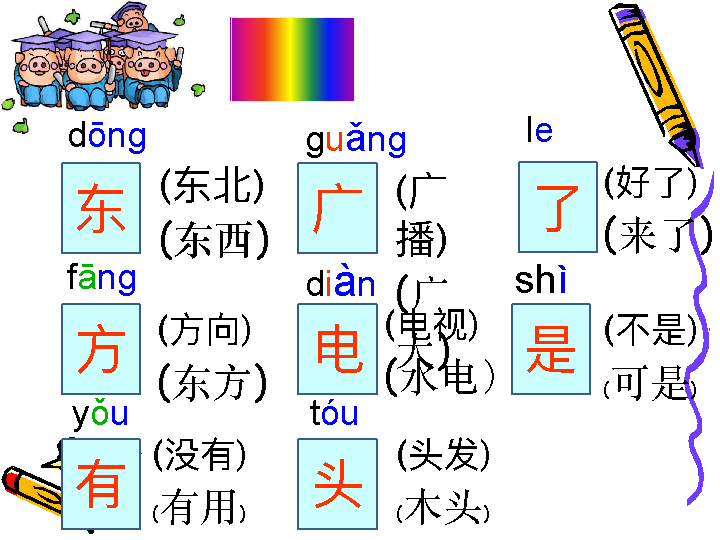 dōng
guǎng
le
东
(东北)
(东西)
广
(广
播)
(广
大)
了
(好了)
(来了)
fāng
diàn
shì
方
(方向)
(东方)
电
(电视)
(水电）
是
(不是)
(可是)
yǒu
tóu
有
(没有)
(有用)
头
(头发)
(木头)